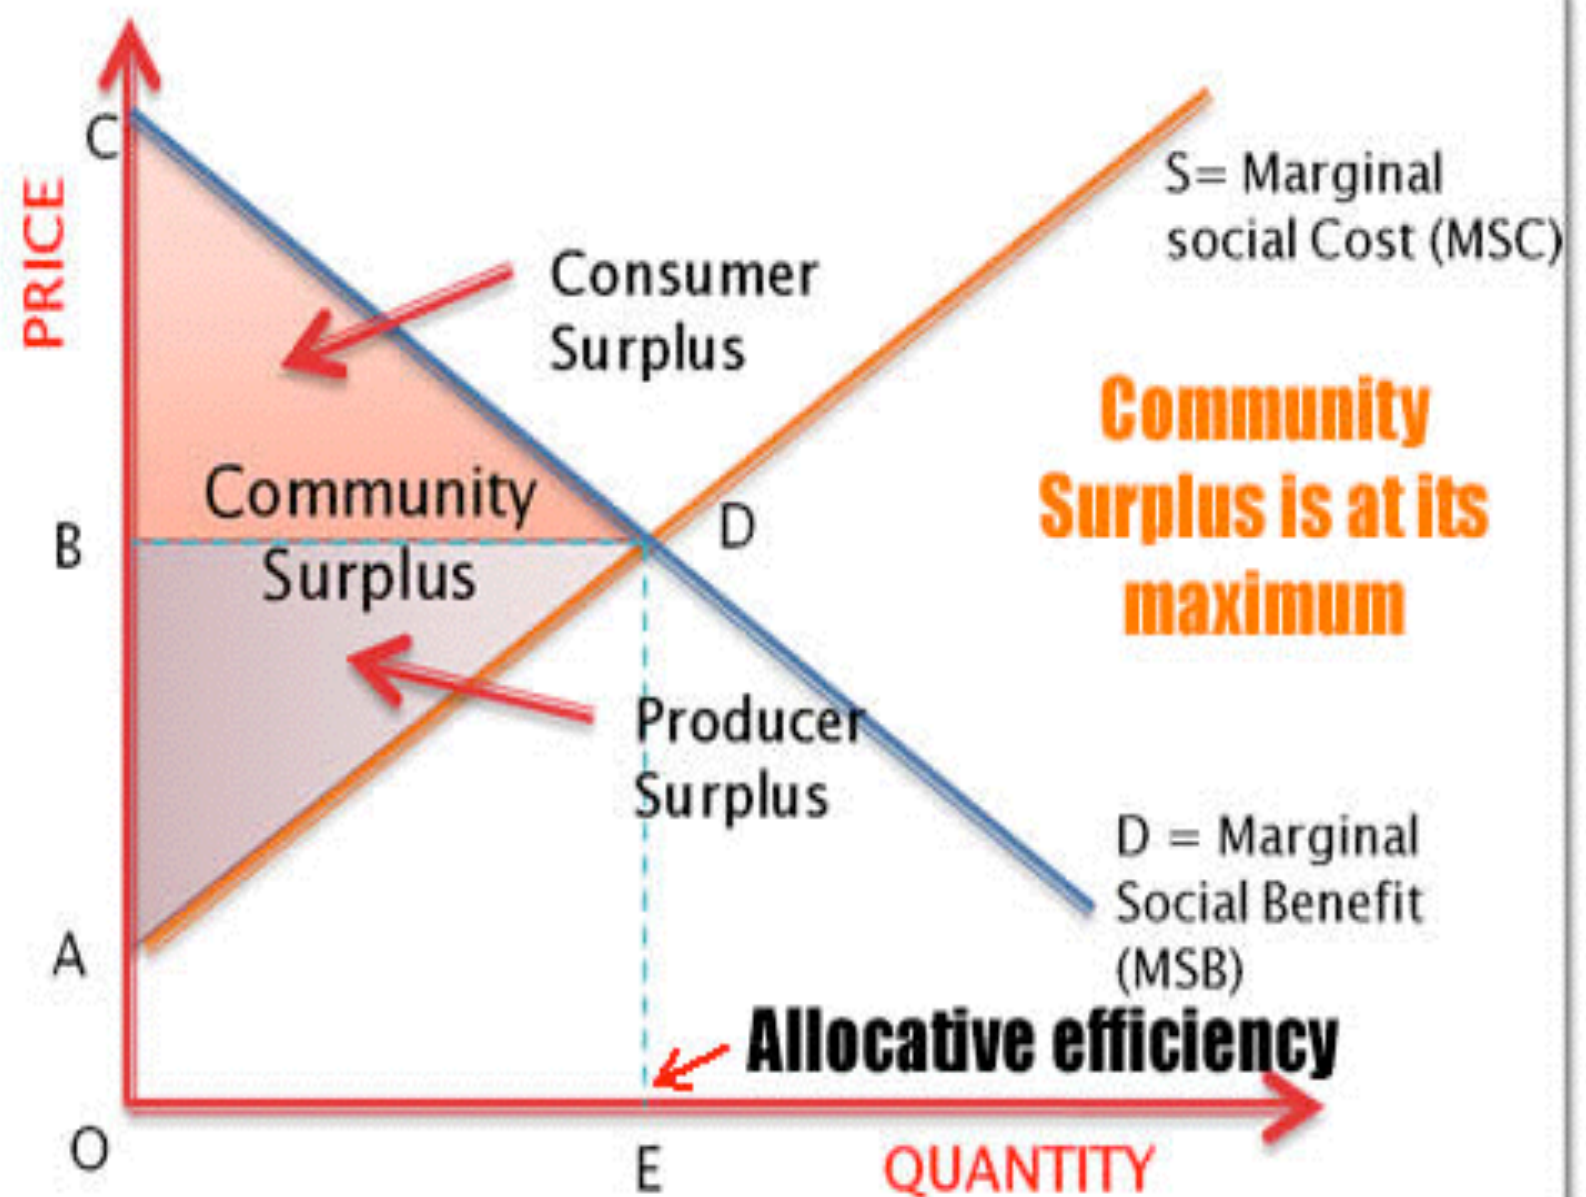 C
PRICE
S= Marginal
social Cost (MSC)
Consumer
Surplus
Community
Surplus is at its
maximum
Community
Surplus
B
D
Producer
Surplus
D = Marginal
Social Benefit
(MSB)
A
Allocative efficiency
O
E
QUANTITY